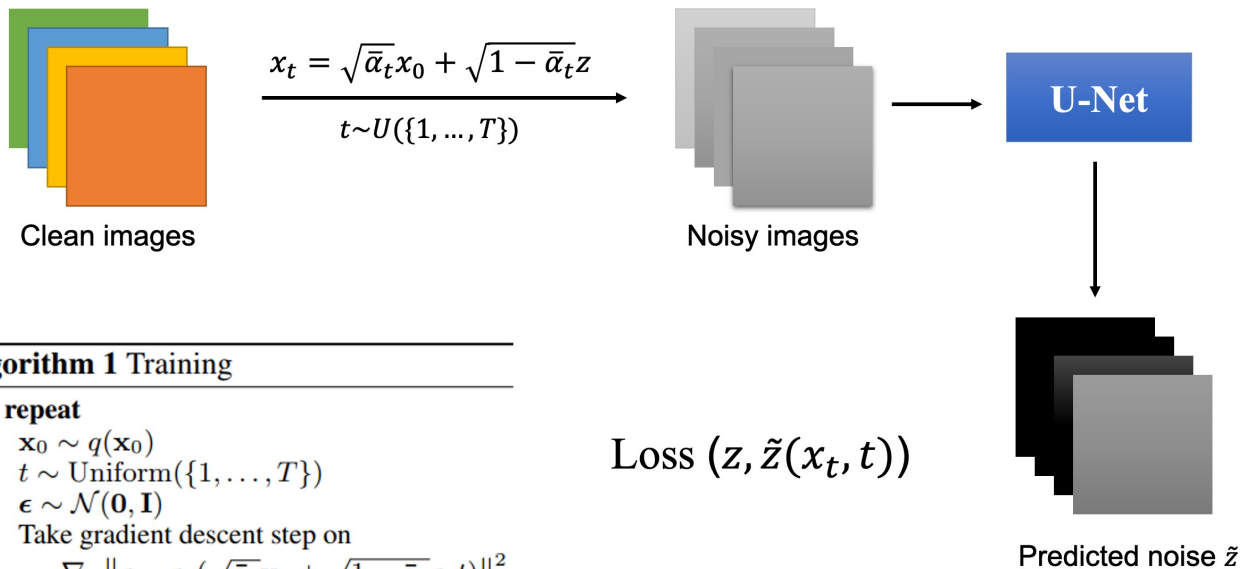 x_t = √ᾱ_t x_0 + √1 − ᾱ_t z
t~U({1, ..., T})
U-Net
Clean images
Noisy images
gorithm 1 Training
repeat
x_0 ∼ q(x_0)
t ∼ Uniform({1, . . . , T})
ϵ ∼ N(0, I)
Take gradient descent step on
Loss (z, z̃(x_t, t))
Predicted noise z̃